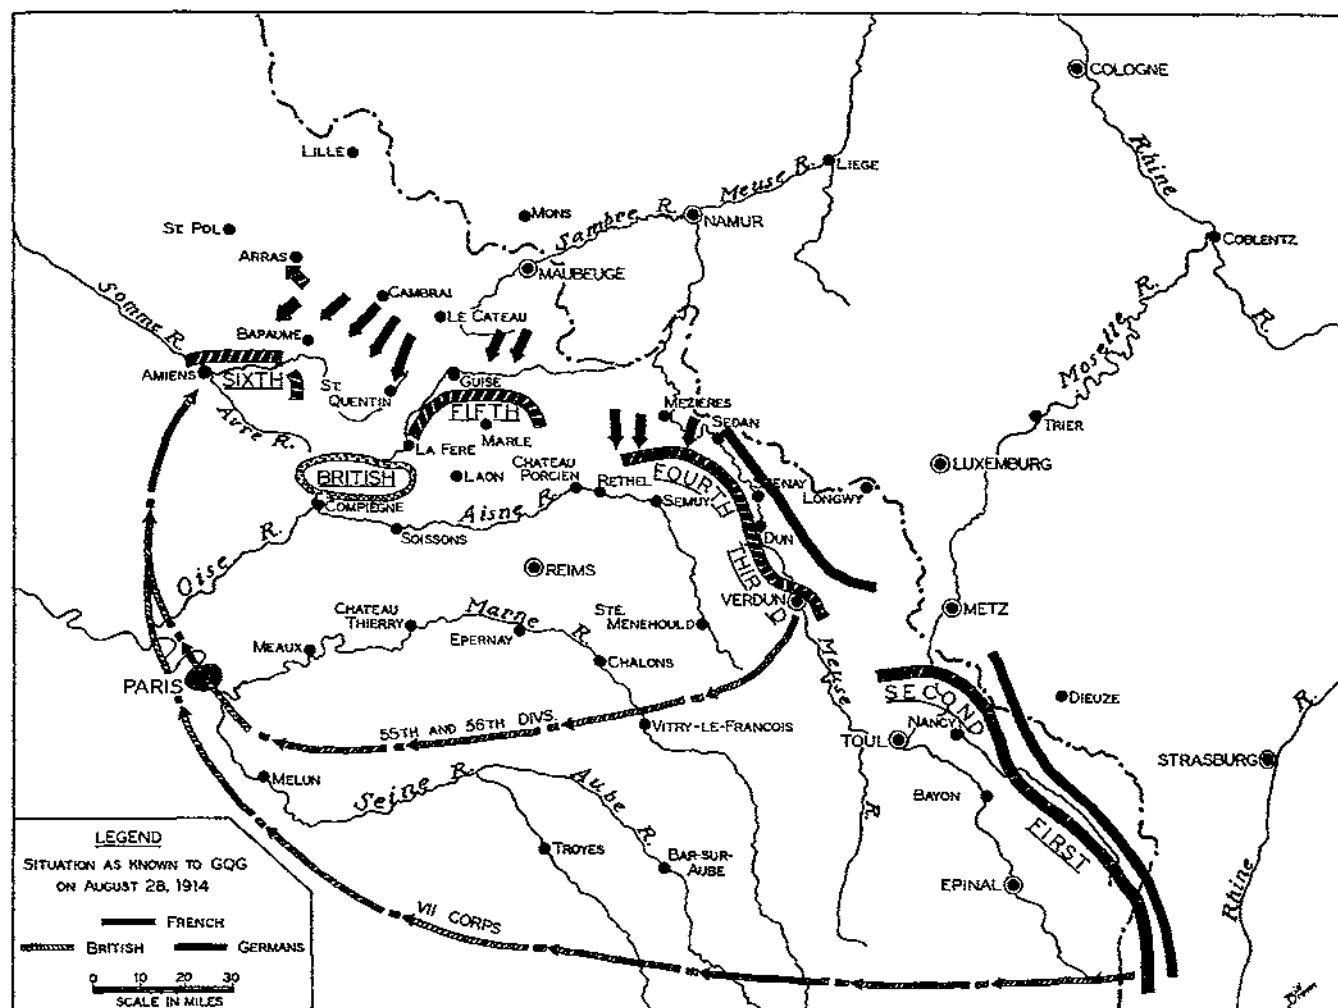 COLOGNE
Rhine
LILLE
Meuse R.
LIEGE
MONS
Sambre R.
NAMUR
ST. POL
ARRAS
COBLENTZ
MAUBEUGE
R.
Somme R.
CAMBRAI
LE CATEAU
BAPAUME
Moselle R.
AMIENS
SIXTH
ST.
QUENTIN
GUISE
Avre R.
FIFTH
MARLE
MEZIERES
SEDAN
TRIER
LA FERE
BRITISH
LAON
CHATEAU
PORCIEN
RETHEL
FOURTH
SEMUY
STENAY
LONGWY
LUXEMBURG
COMPIEGNE
SOISSONS
Aisne R.
DUN
Oise R.
REIMS
THIRD
VERDUN
METZ
CHATEAU
THIERRY
Marne R.
EPERNAY
STE.
MENEHOULD
MEAUX
CHALONS
Meuse R.
PARIS
SECOND
NANCY
DIEUZE
R.
55TH AND 56TH DIVS.
VITRY-LE-FRANCOIS
TOUL
STRASBURG
MELUN
Seine R.
Aube R.
BAYON
FIRST
TROYES
BAR-SUR-
AUBE
EPINAL
Rhine
VII CORPS
LEGEND
SITUATION AS KNOWN TO GQG
ON AUGUST 28, 1914
FRENCH
BRITISH GERMANS
0 10 20 30
SCALE IN MILES